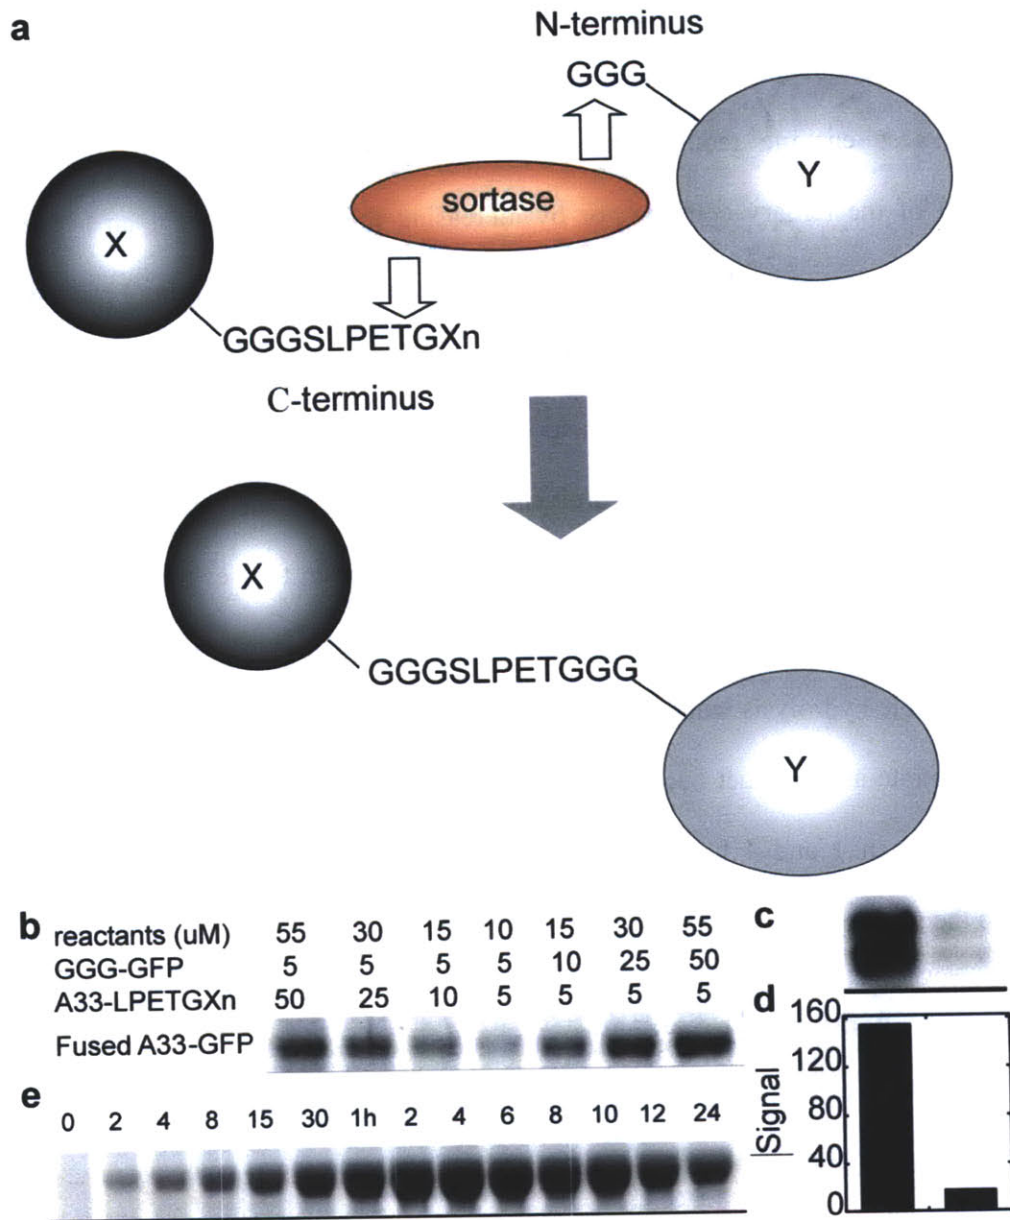 a
N-terminus
GGG
Y
sortase
X
GGGSLPETGXn
C-terminus
X
GGGSLPETGGG
Y
b
reactants (uM) 55 30 15 10 15 30 55
GGG-GFP 5 5 5 5 10 25 50
A33-LPETGXn 50 25 10 5 5 5 5
Fused A33-GFP
c
d
160
120
80
40
0
Signal
e
0 2 4 8 15 30 1h 2 4 6 8 10 12 24